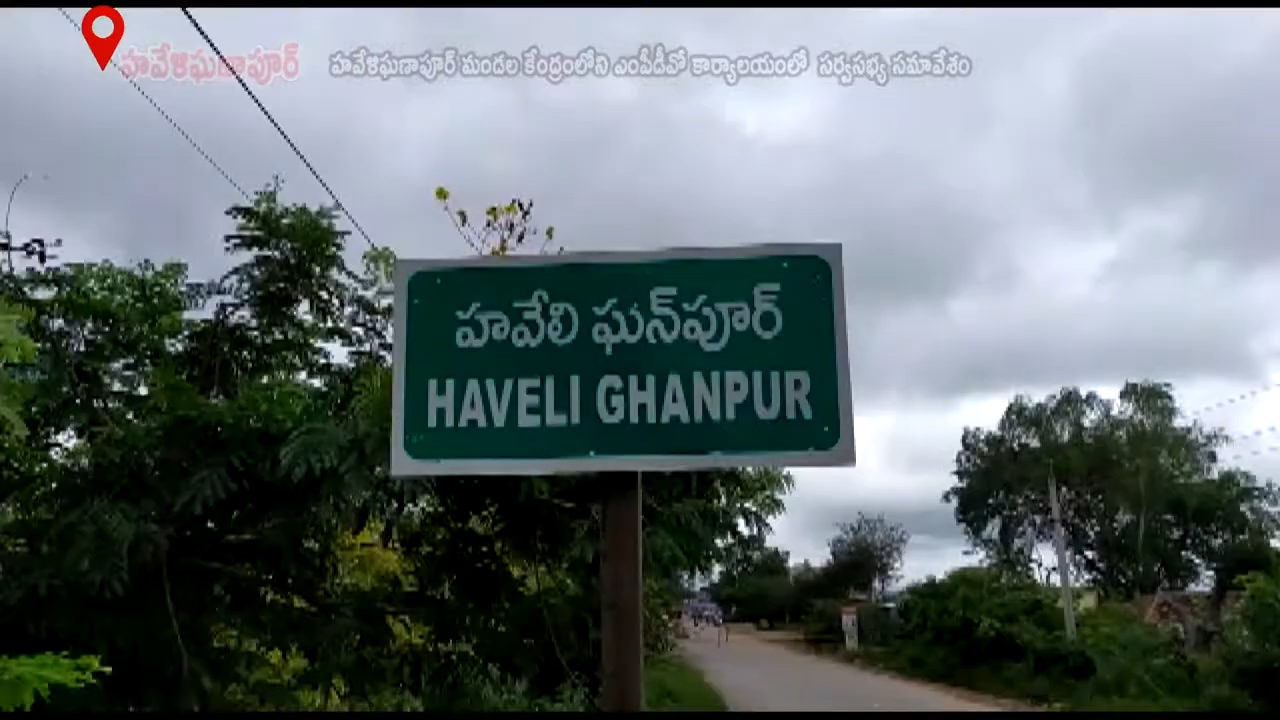 హవేళిఘణాపూర్ హవేళిఘణాపూర్ మండల కేంద్రంలోని ఎంపీడీవో కార్యాలయంలో సర్వసభ్య సమావేశం
హవేలి ఘన్‌పూర్
HAVELI GHANPUR